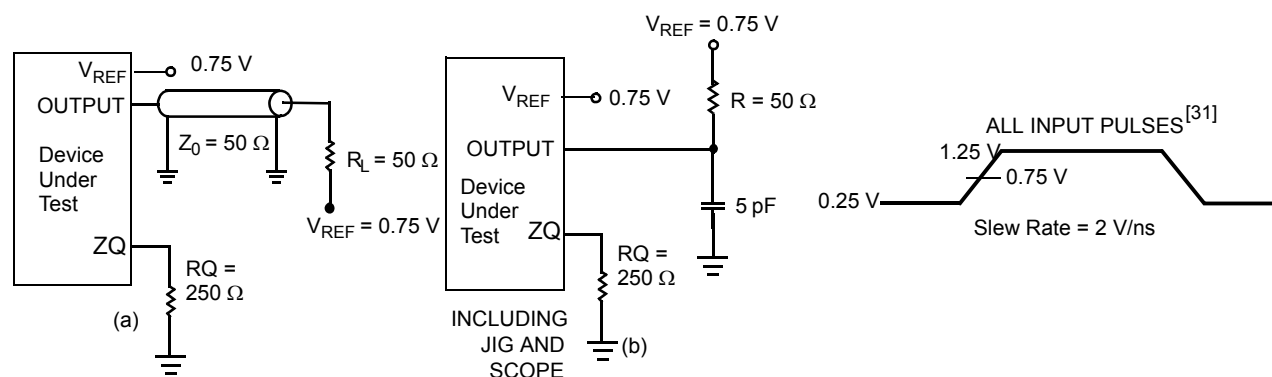 V_REF 0.75 V
OUTPUT
Z_0 = 50 Ω
Device
Under
Test
R_L = 50 Ω
V_REF = 0.75 V
ZQ
RQ =
250 Ω
(a)
V_REF = 0.75 V
R = 50 Ω
V_REF 0.75 V
OUTPUT
Device
Under
Test
ZQ
5 pF
RQ =
250 Ω
INCLUDING
JIG AND
SCOPE
(b)
ALL INPUT PULSES[31]
1.25 V
0.75 V
0.25 V
Slew Rate = 2 V/ns